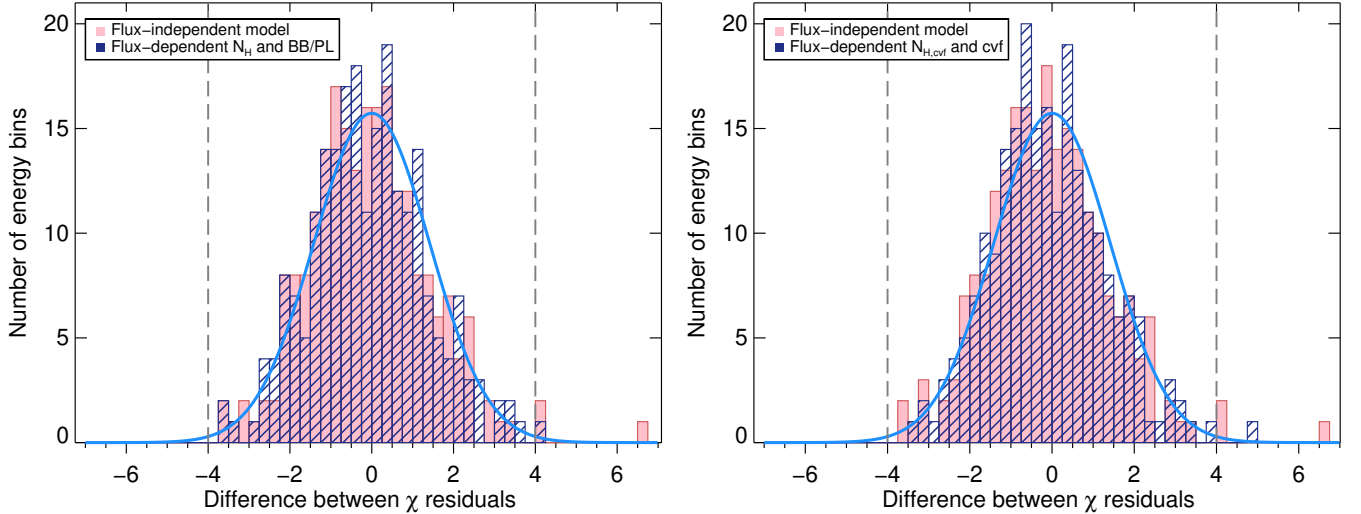 20
15
10
5
0
Number of energy bins
Flux−independent model
Flux−dependent N_H and BB/PL
−6 −4 −2 0 2 4 6
Difference between χ residuals
20
15
10
5
0
Number of energy bins
Flux−independent model
Flux−dependent N_H,cvf and cvf
−6 −4 −2 0 2 4 6
Difference between χ residuals